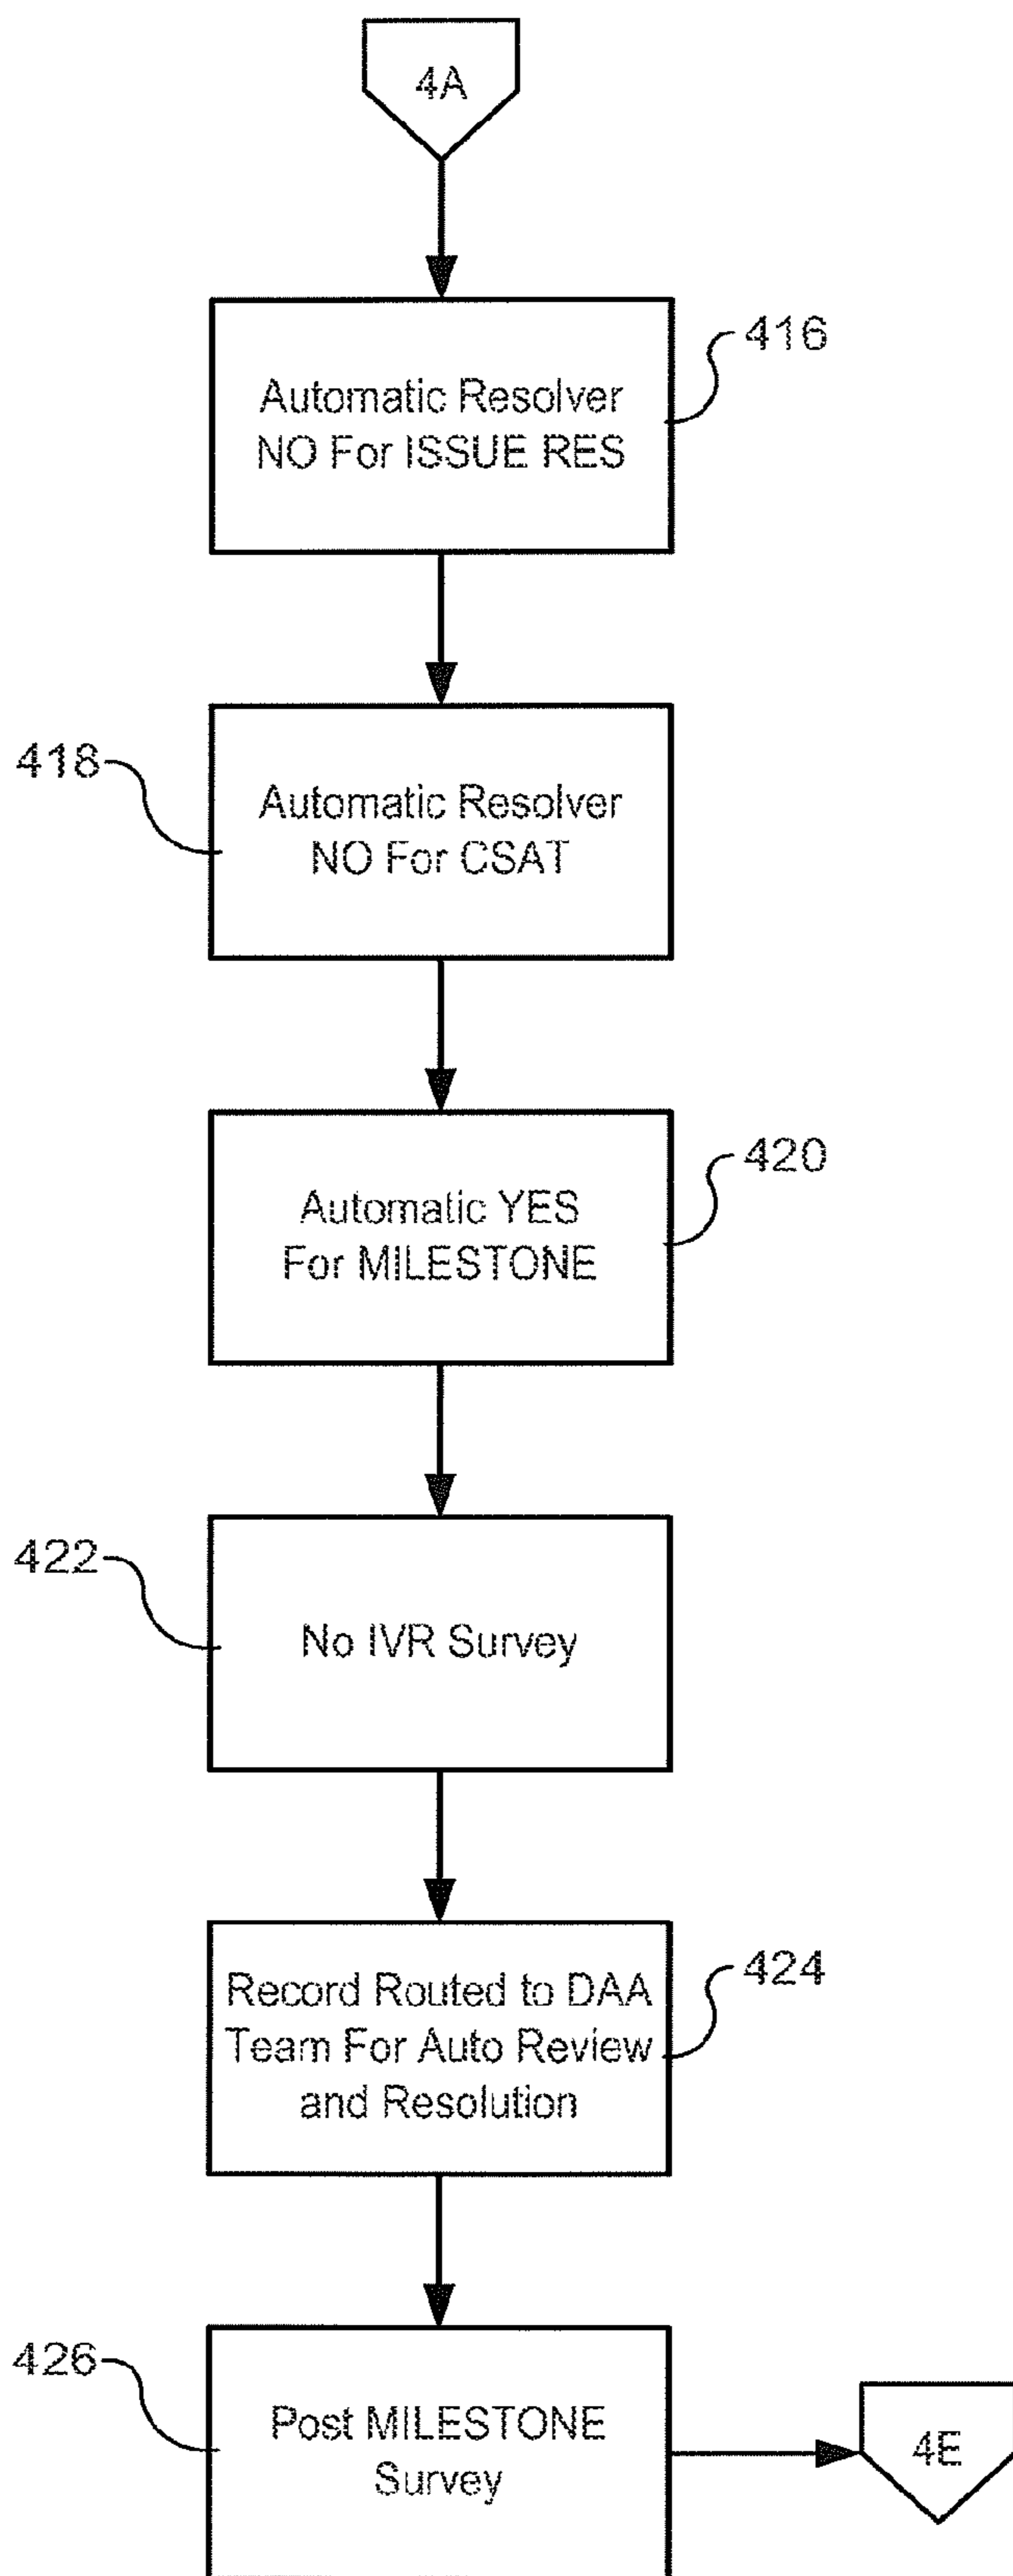 4A
416
Automatic Resolver
NO For ISSUE RES
418
Automatic Resolver
NO For CSAT
420
Automatic YES
For MILESTONE
422
No IVR Survey
424
Record Routed to DAA
Team For Auto Review
and Resolution
426
Post MILESTONE
Survey
4E